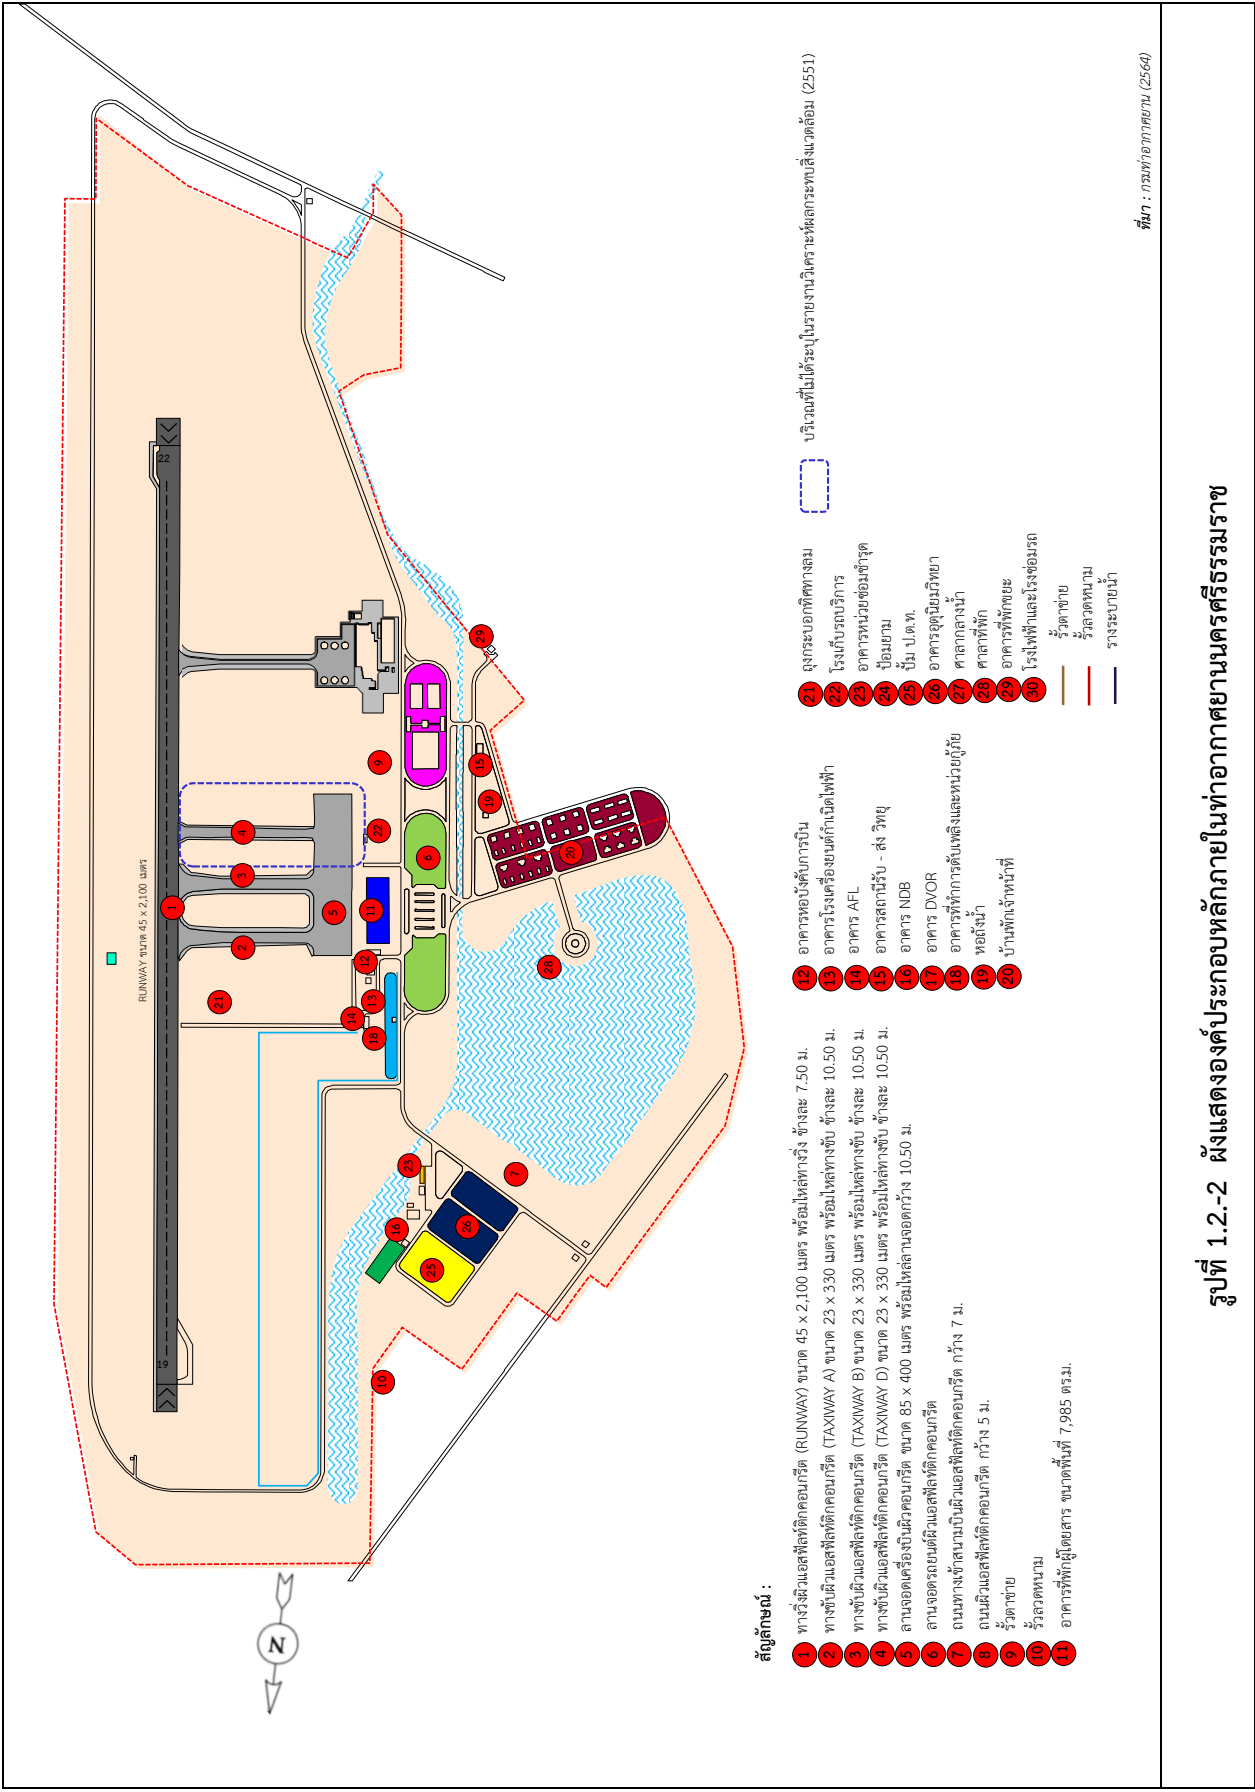 22
RUNWAY ขนาด 45 x 2,100 เมตร
19
1
2
3
4
5
6
7
9
10
11
12
13
14
15
16
18
19
20
21
22
23
25
26
28
29
N
สัญลักษณ์ :
1 ทางวิ่งผิวแอสฟัลท์ติกคอนกรีต (RUNWAY) ขนาด 45 x 2,100 เมตร พร้อมไหล่ทางวิ่ง ข้างละ 7.50 ม.
2 ทางขับผิวแอสฟัลท์ติกคอนกรีต (TAXIWAY A) ขนาด 23 x 330 เมตร พร้อมไหล่ทางขับ ข้างละ 10.50 ม.
3 ทางขับผิวแอสฟัลท์ติกคอนกรีต (TAXIWAY B) ขนาด 23 x 330 เมตร พร้อมไหล่ทางขับ ข้างละ 10.50 ม.
4 ทางขับผิวแอสฟัลท์ติกคอนกรีต (TAXIWAY D) ขนาด 23 x 330 เมตร พร้อมไหล่ทางขับ ข้างละ 10.50 ม.
5 ลานจอดเครื่องบินผิวคอนกรีต ขนาด 85 x 400 เมตร พร้อมไหล่ลานจอดกว้าง 10.50 ม.
6 ลานจอดรถยนต์ผิวแอสฟัลท์ติกคอนกรีต
7 ถนนทางเข้าสนามบินผิวแอสฟัลท์ติกคอนกรีต กว้าง 7 ม.
8 ถนนผิวแอสฟัลท์ติกคอนกรีต กว้าง 5 ม.
9 รั้วตาข่าย
10 รั้วลวดหนาม
11 อาคารที่พักผู้โดยสาร ขนาดพื้นที่ 7,985 ตร.ม.
12 อาคารหอบังคับการบิน
13 อาคารโรงเครื่องยนต์กำเนิดไฟฟ้า
14 อาคาร AFL
15 อาคารสถานีรับ - ส่ง วิทยุ
16 อาคาร NDB
17 อาคาร DVOR
18 อาคารที่ทำการดับเพลิงและหน่วยกู้ภัย
19 หอถังน้ำ
20 บ้านพักเจ้าหน้าที่
21 ถุงกระบอกทิศทางลม
22 โรงเก็บรถบริการ
23 อาคารหน่วยซ่อมชำรุด
24 ป้อมยาม
25 ปั๊ม ป.ต.ท.
26 อาคารอุตุนิยมวิทยา
27 ศาลากลางน้ำ
28 ศาลาที่พัก
29 อาคารที่พักขยะ
30 โรงไฟฟ้าและโรงซ่อมรถ
รั้วตาข่าย
รั้วลวดหนาม
รางระบายน้ำ
บริเวณที่ไม่ได้ระบุในรายงานวิเคราะห์ผลกระทบสิ่งแวดล้อม (2551)
ที่มา : กรมท่าอากาศยาน (2564)
รูปที่ 1.2.-2 ผังแสดงองค์ประกอบหลักภายในท่าอากาศยานนครศรีธรรมราช